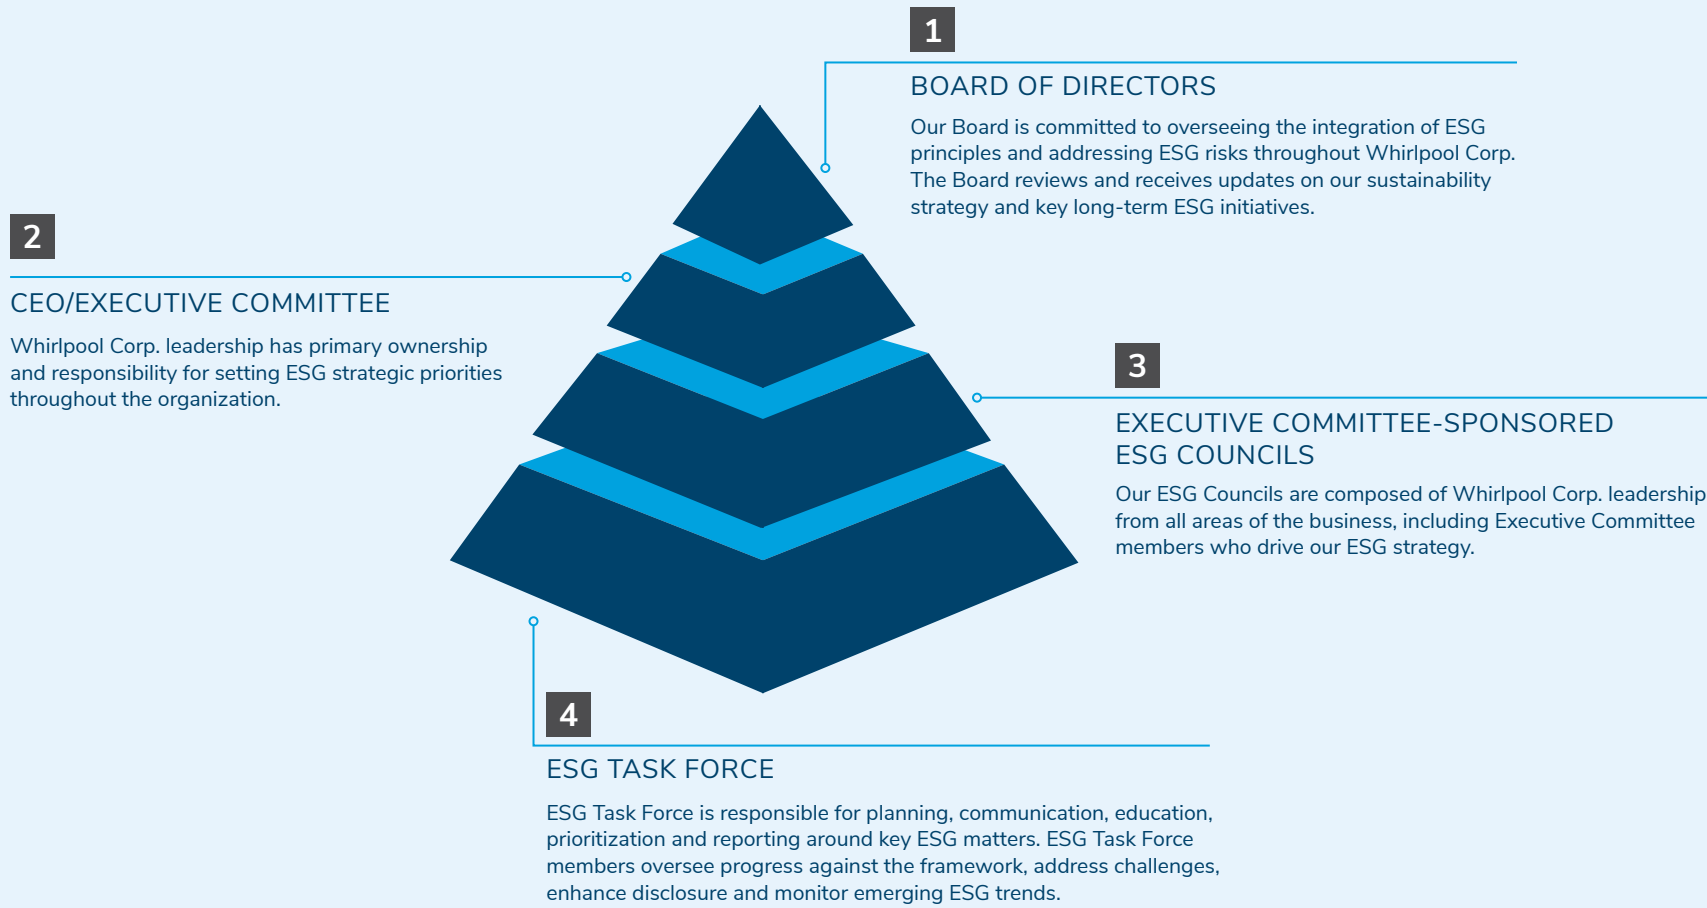 1
BOARD OF DIRECTORS
Our Board is committed to overseeing the integration of ESG
principles and addressing ESG risks throughout Whirlpool Corp.
The Board reviews and receives updates on our sustainability
strategy and key long-term ESG initiatives.
2
CEO/EXECUTIVE COMMITTEE
Whirlpool Corp. leadership has primary ownership
and responsibility for setting ESG strategic priorities
throughout the organization.
3
EXECUTIVE COMMITTEE-SPONSORED
ESG COUNCILS
Our ESG Councils are composed of Whirlpool Corp. leadership
from all areas of the business, including Executive Committee
members who drive our ESG strategy.
4
ESG TASK FORCE
ESG Task Force is responsible for planning, communication, education,
prioritization and reporting around key ESG matters. ESG Task Force
members oversee progress against the framework, address challenges,
enhance disclosure and monitor emerging ESG trends.